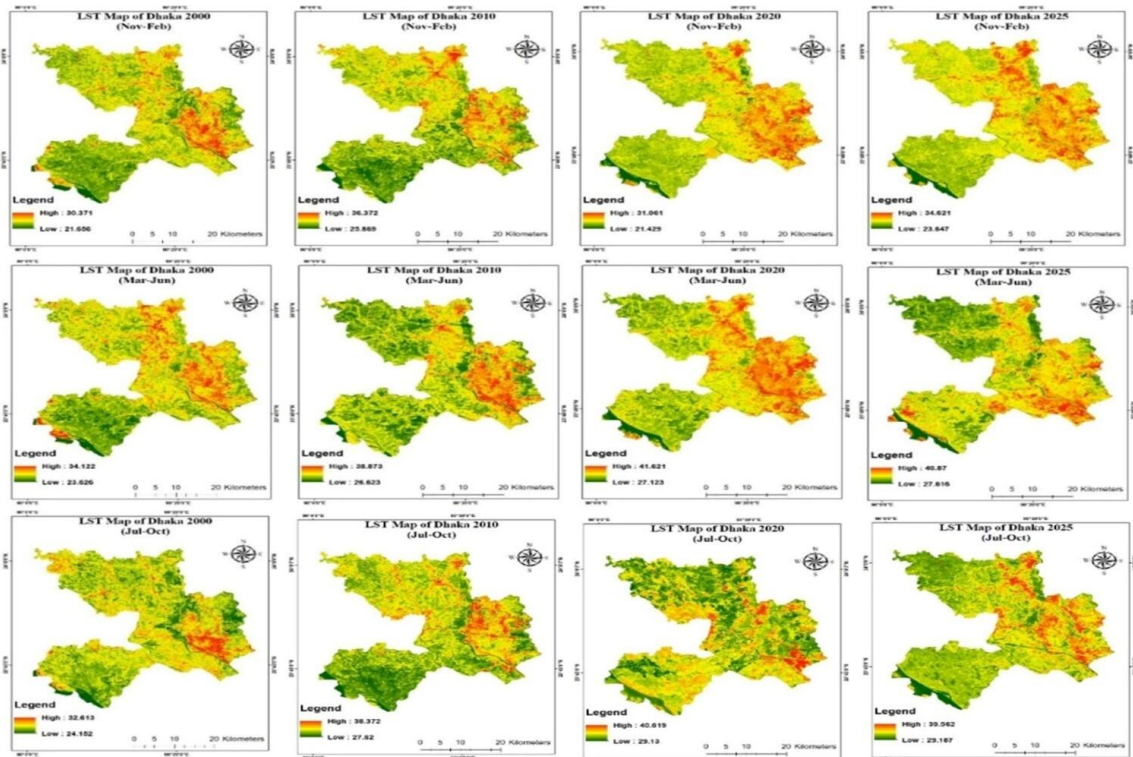 LST Map of Dhaka 2000
(Nov-Feb)
Legend
High : 30.371
Low : 21.656
0 5 10 20 Kilometers
LST Map of Dhaka 2010
(Nov-Feb)
Legend
High : 36.372
Low : 25.869
0 5 10 20 Kilometers
LST Map of Dhaka 2020
(Nov-Feb)
Legend
High : 31.061
Low : 21.429
0 5 10 20 Kilometers
LST Map of Dhaka 2025
(Nov-Feb)
Legend
High : 34.621
Low : 23.647
0 5 10 20 Kilometers
LST Map of Dhaka 2000
(Mar-Jun)
Legend
High : 34.122
Low : 23.626
0 5 10 20 Kilometers
LST Map of Dhaka 2010
(Mar-Jun)
Legend
High : 38.873
Low : 26.623
0 5 10 20 Kilometers
LST Map of Dhaka 2020
(Mar-Jun)
Legend
High : 41.621
Low : 27.123
0 5 10 20 Kilometers
LST Map of Dhaka 2025
(Mar-Jun)
Legend
High : 40.87
Low : 27.816
0 5 10 20 Kilometers
LST Map of Dhaka 2000
(Jul-Oct)
Legend
High : 32.613
Low : 24.152
0 5 10 20 Kilometers
LST Map of Dhaka 2010
(Jul-Oct)
Legend
High : 38.372
Low : 27.82
0 5 10 20 Kilometers
LST Map of Dhaka 2020
(Jul-Oct)
Legend
High : 40.619
Low : 29.13
0 5 10 20 Kilometers
LST Map of Dhaka 2025
(Jul-Oct)
Legend
High : 39.562
Low : 29.187
0 5 10 20 Kilometers